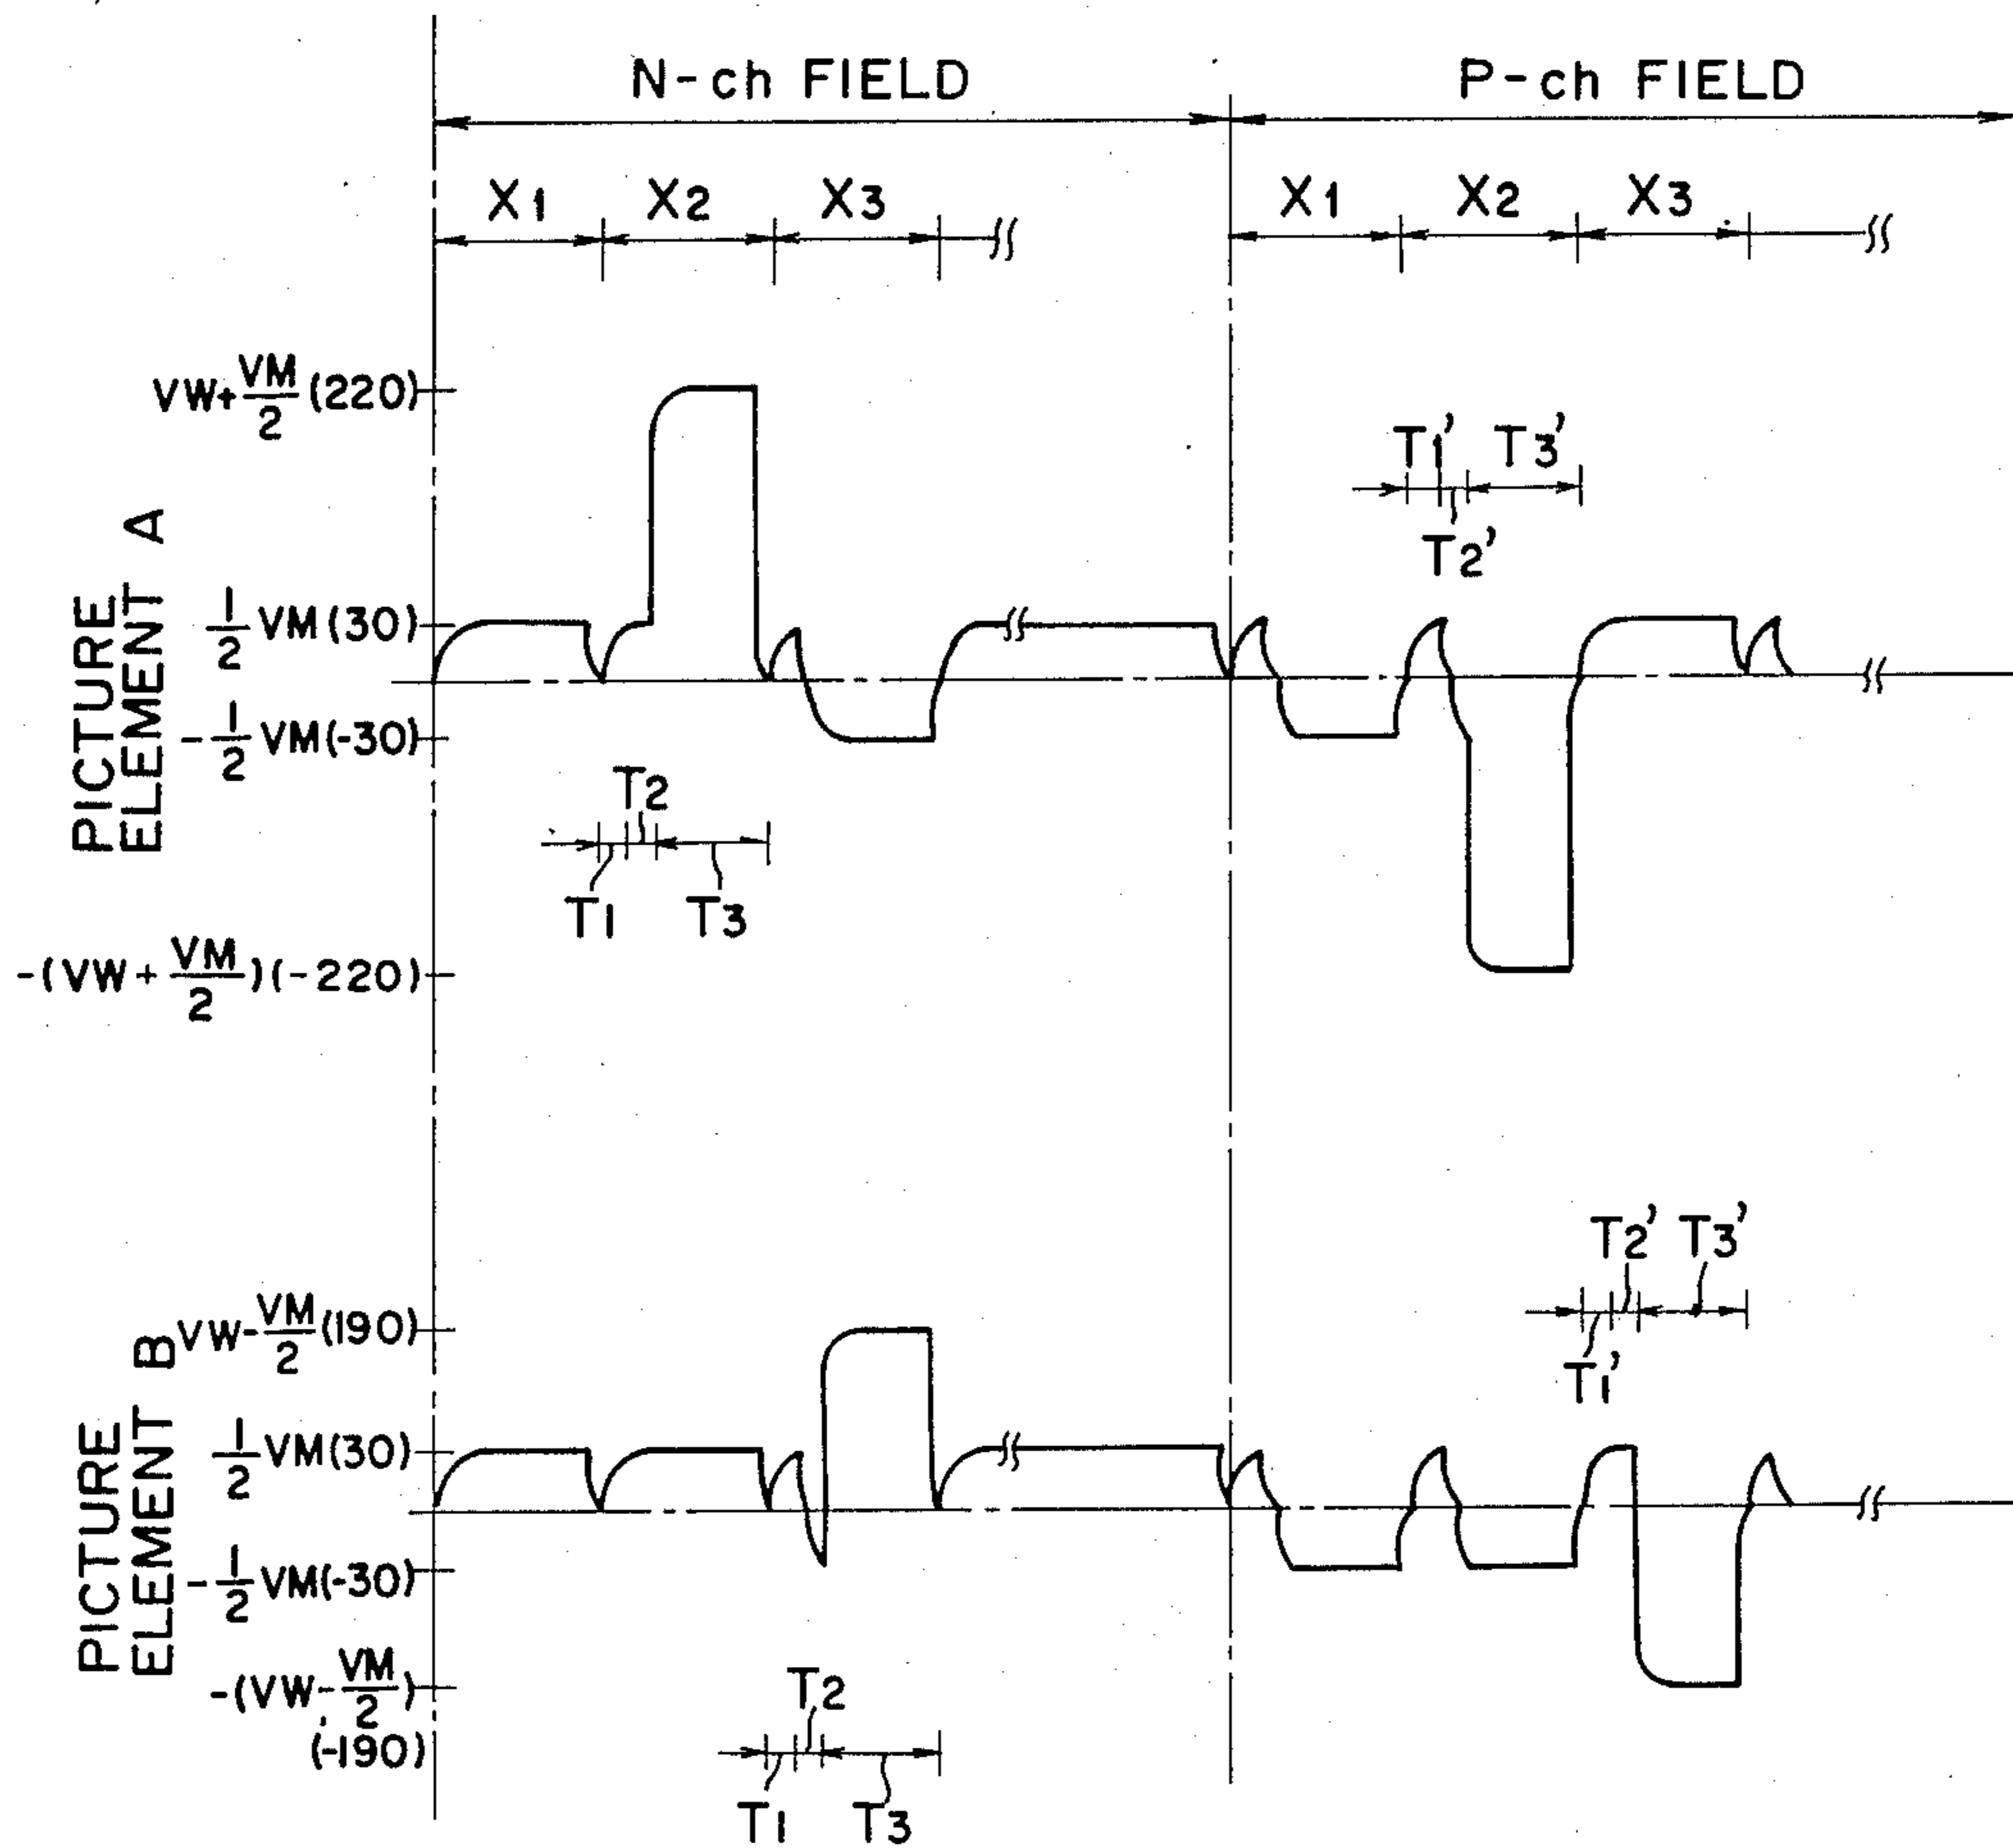 N-ch FIELD P-ch FIELD
X1 X2 X3 X1 X2 X3
PICTURE
ELEMENT A
VW+VM/2(220)
1/2VM(30)
-1/2VM(-30)
-(VW+VM/2)(-220)
T1' T3'
T2'
T2
T1 T3
PICTURE
ELEMENT B
VW-VM/2(190)
1/2VM(30)
-1/2VM(-30)
-(VW-VM/2)
(-190)
T2' T3'
T1'
T2
T1 T3